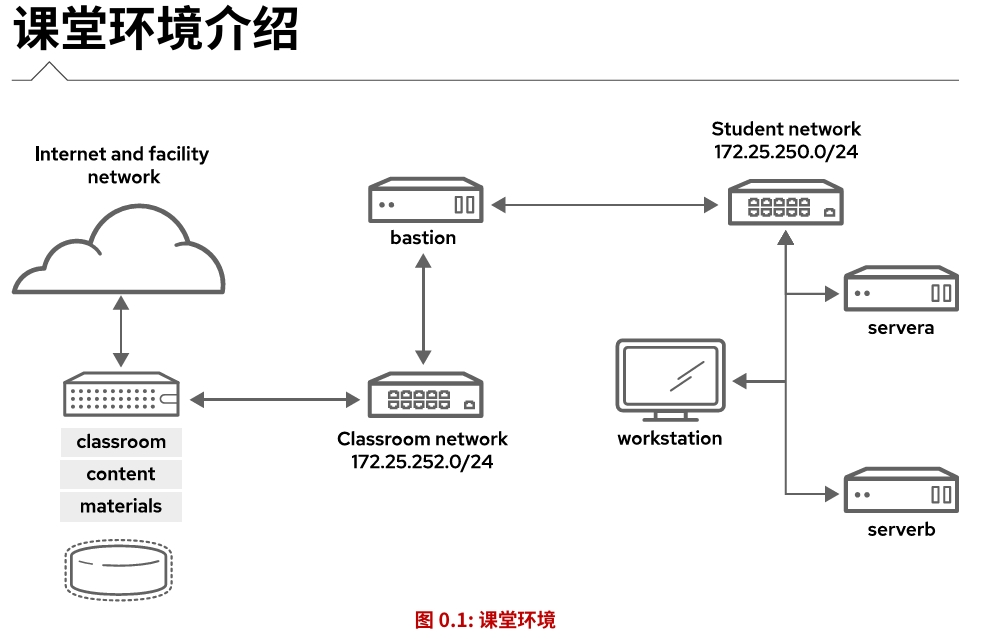 课堂环境介绍
Internet and facility
network
Student network
172.25.250.0/24
bastion
servera
classroom
content
materials
Classroom network
172.25.252.0/24
workstation
serverb
图 0.1: 课堂环境